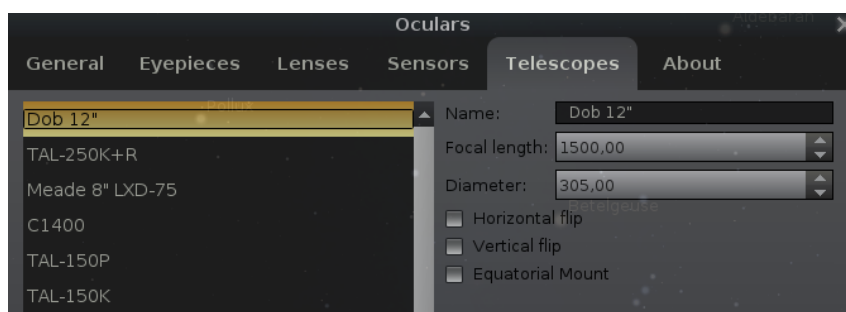 Oculars
Aldebaran
General Eyepieces Lenses Sensors Telescopes About
Pollux
Dob 12"
TAL-250K+R
Meade 8" LXD-75
C1400
TAL-150P
TAL-150K
Name: Dob 12"
Focal length: 1500,00
Diameter: 305,00
Betelgeuse
Horizontal flip
Vertical flip
Equatorial Mount